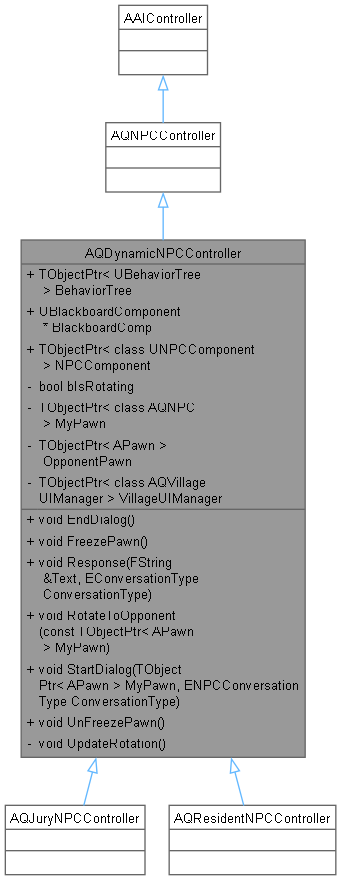 AAIController
AQNPCController
AQDynamicNPCController
+ TObjectPtr< UBehaviorTree
> BehaviorTree
+ UBlackboardComponent
* BlackboardComp
+ TObjectPtr< class UNPCComponent
> NPCComponent
- bool bIsRotating
- TObjectPtr< class AQNPC
> MyPawn
- TObjectPtr< APawn >
OpponentPawn
- TObjectPtr< class AQVillage
UIManager > VillageUIManager
+ void EndDialog()
+ void FreezePawn()
+ void Response(FString
&Text, EConversationType
ConversationType)
+ void RotateToOpponent
(const TObjectPtr< APawn
> MyPawn)
+ void StartDialog(TObject
Ptr< APawn > MyPawn, ENPCConversation
Type ConversationType)
+ void UnFreezePawn()
- void UpdateRotation()
AQJuryNPCController
AQResidentNPCController